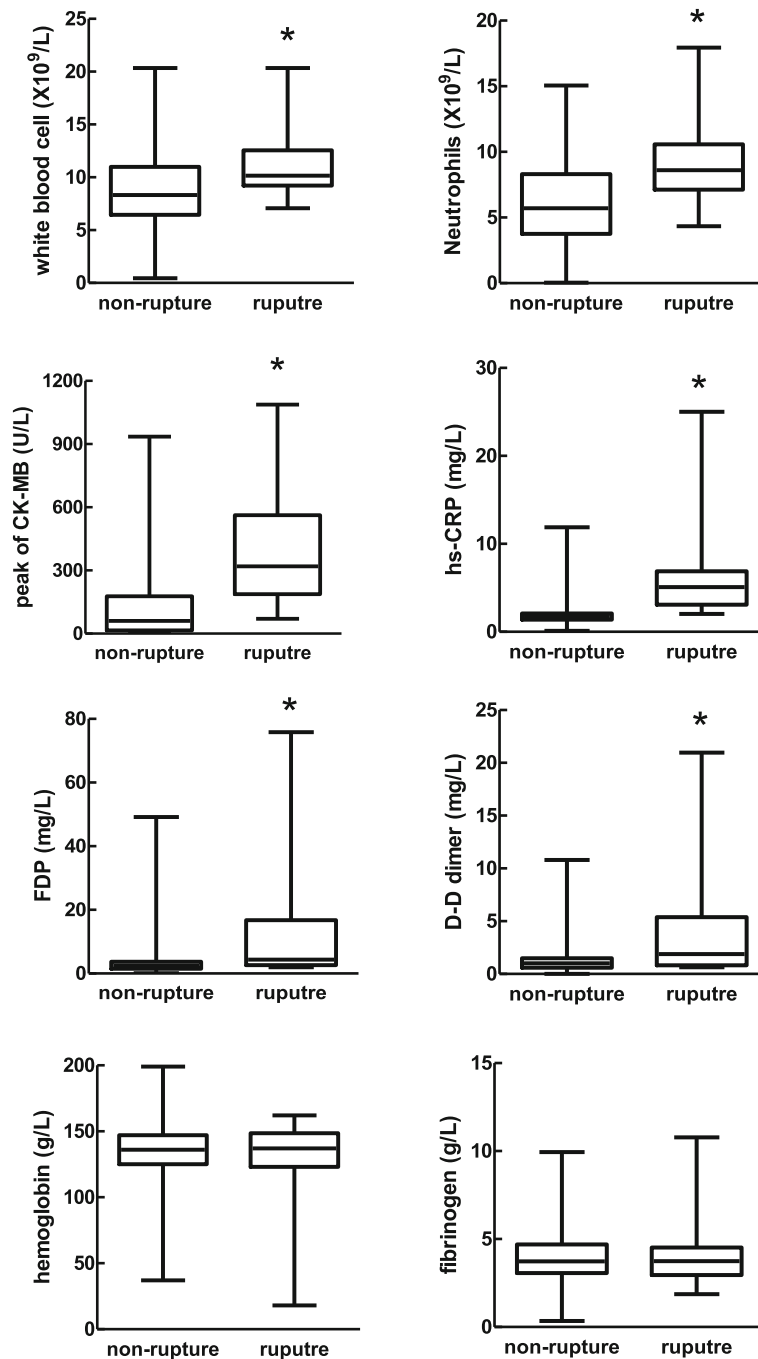 white blood cell (X10⁹/L)
25
20
15
10
5
0
*
non-rupture ruputre
Neutrophils (X10⁹/L)
20
15
10
5
0
*
non-rupture ruputre
peak of CK-MB (U/L)
1200
900
600
300
0
*
non-rupture ruputre
hs-CRP (mg/L)
30
20
10
0
*
non-rupture ruputre
FDP (mg/L)
80
60
40
20
0
*
non-rupture ruputre
D-D dimer (mg/L)
25
20
15
10
5
0
*
non-rupture ruputre
hemoglobin (g/L)
200
150
100
50
0
non-rupture ruputre
fibrinogen (g/L)
15
10
5
0
non-rupture ruputre